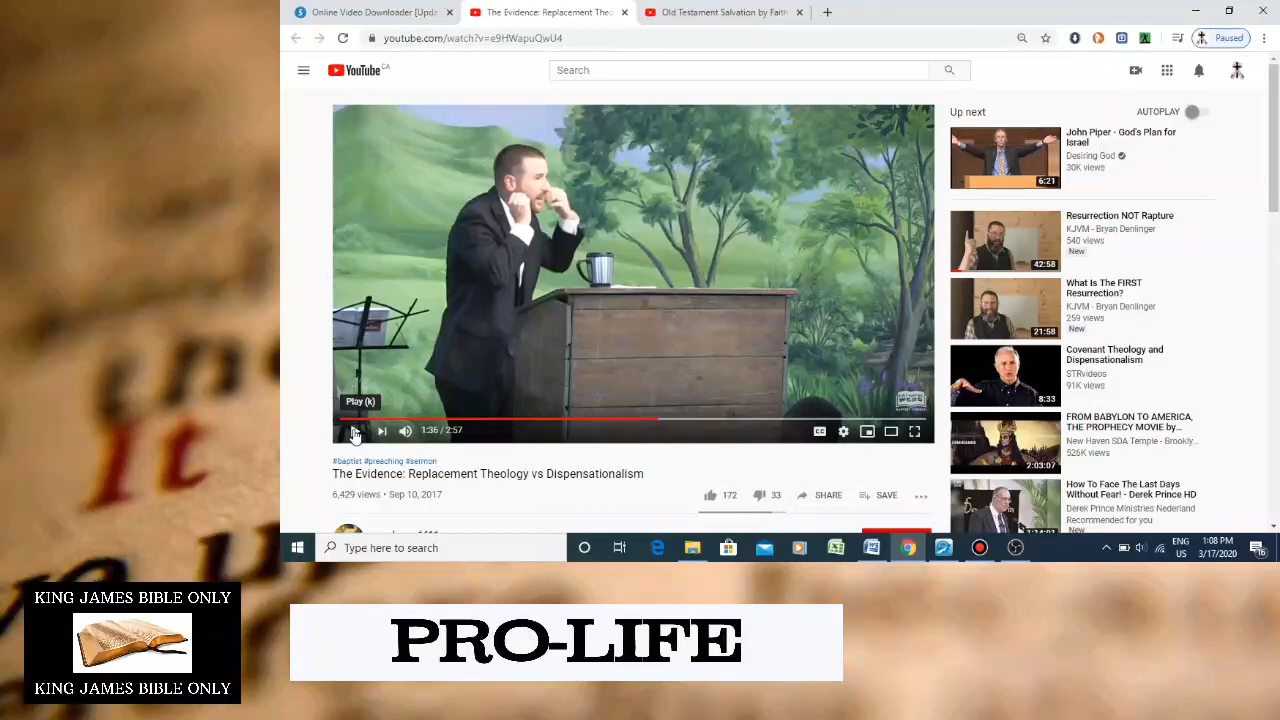 Online Video Downloader [Upda
The Evidence: Replacement Theo
Old Testament Salvation by Faith
youtube.com/watch?v=e9HWapuQwU4
Paused
YouTube CA
Search
Up next
AUTOPLAY
John Piper - God's Plan for
Israel
Desiring God
30K views
6:21
Resurrection NOT Rapture
KJVM - Bryan Denlinger
540 views
New
42:58
What Is The FIRST
Resurrection?
KJVM - Bryan Denlinger
259 views
New
21:58
Covenant Theology and
Dispensationalism
STRvideos
91K views
8:33
FROM BABYLON TO AMERICA,
THE PROPHECY MOVIE by...
New Haven SDA Temple - Brookly...
526K views
2:03:07
How To Face The Last Days
Without Fear! - Derek Prince HD
Derek Prince Ministries Nederland
Recommended for you
1:14:01
Play (k)
1:36 / 2:57
#baptist #preaching #sermon
The Evidence: Replacement Theology vs Dispensationalism
6,429 views • Sep 10, 2017
172
33
SHARE
SAVE
Type here to search
ENG
US
1:08 PM
3/17/2020
16
It
KING JAMES BIBLE ONLY
KING JAMES BIBLE ONLY
PRO-LIFE